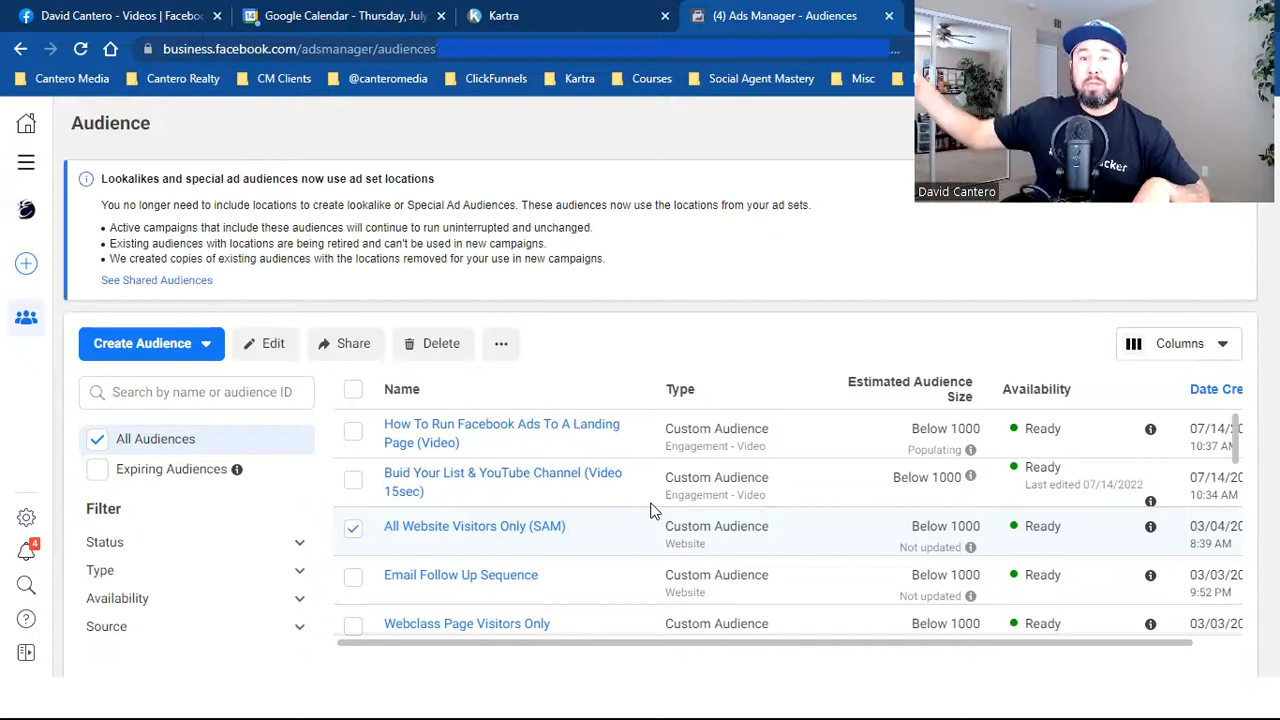 David Cantero - Videos | Faceboo
Google Calendar - Thursday, July
Kartra
(4) Ads Manager - Audiences
business.facebook.com/adsmanager/audiences
...
Cantero Media
Cantero Realty
CM Clients
@canteromedia
ClickFunnels
Kartra
Courses
Social Agent Mastery
Misc
David Cantero
Audience
Lookalikes and special ad audiences now use ad set locations
You no longer need to include locations to create lookalike or Special Ad Audiences. These audiences now use the locations from your ad sets.
• Active campaigns that include these audiences will continue to run uninterrupted and unchanged.
• Existing audiences with locations are being retired and can't be used in new campaigns.
• We created copies of existing audiences with the locations removed for your use in new campaigns.
See Shared Audiences
Create Audience
Edit
Share
Delete
Columns
Search by name or audience ID
All Audiences
Expiring Audiences
Filter
Status
Type
Availability
Source
4
Name
Type
Estimated Audience
Size
Availability
Date Cre
How To Run Facebook Ads To A Landing
Page (Video)
Custom Audience
Engagement - Video
Below 1000
Populating
Ready
07/14/20
10:37 AM
Buid Your List & YouTube Channel (Video
15sec)
Custom Audience
Engagement - Video
Below 1000
Ready
Last edited 07/14/2022
07/14/20
10:34 AM
All Website Visitors Only (SAM)
Custom Audience
Website
Below 1000
Not updated
Ready
03/04/20
8:39 AM
Email Follow Up Sequence
Custom Audience
Website
Below 1000
Not updated
Ready
03/03/20
9:52 PM
Webclass Page Visitors Only
Custom Audience
Below 1000
Ready
03/03/20